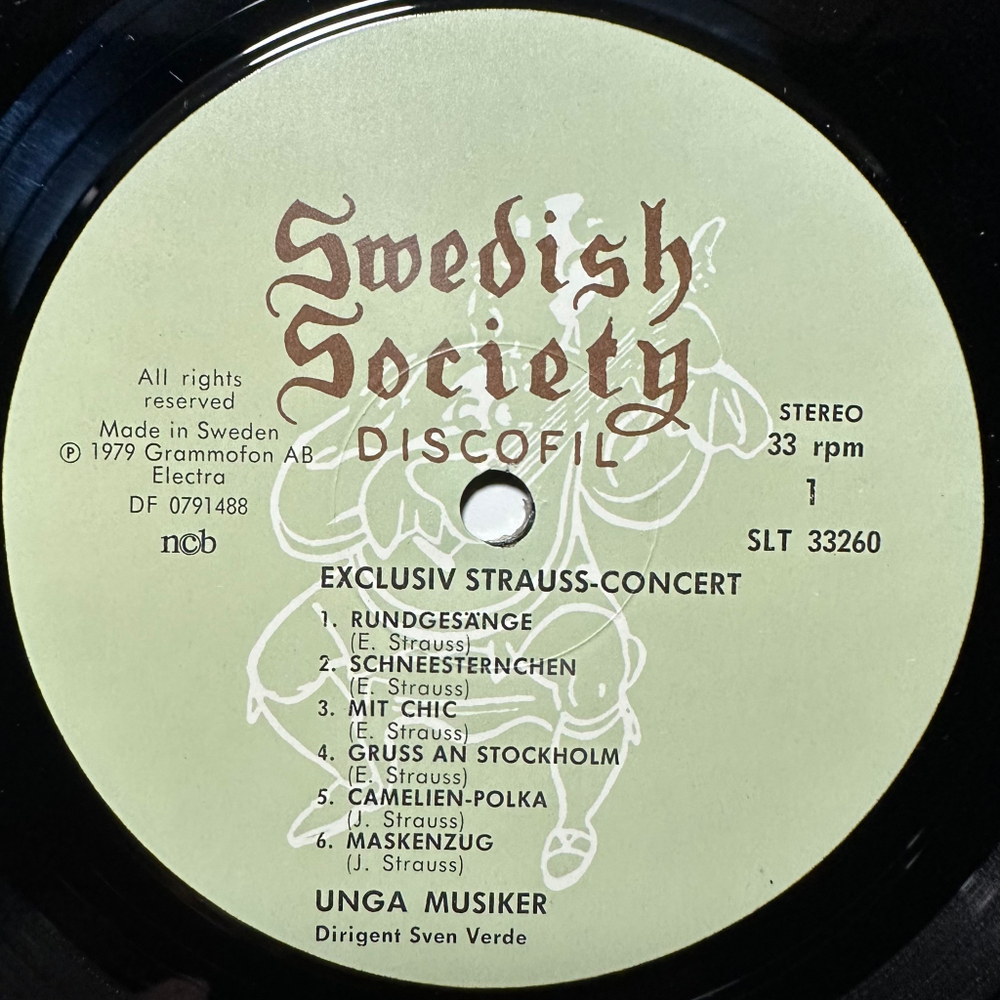 Swedish
Society
DISCOFIL
All rights
reserved
Made in Sweden
Ⓟ 1979 Grammofon AB
Electra
DF 0791488
n©b
STEREO
33 rpm
1
SLT 33260
EXCLUSIV STRAUSS-CONCERT
1. RUNDGESÄNGE
(E. Strauss)
2. SCHNEESTERNCHEN
(E. Strauss)
3. MIT CHIC
(E. Strauss)
4. GRUSS AN STOCKHOLM
(E. Strauss)
5. CAMELIEN-POLKA
(J. Strauss)
6. MASKENZUG
(J. Strauss)
UNGA MUSIKER
Dirigent Sven Verde